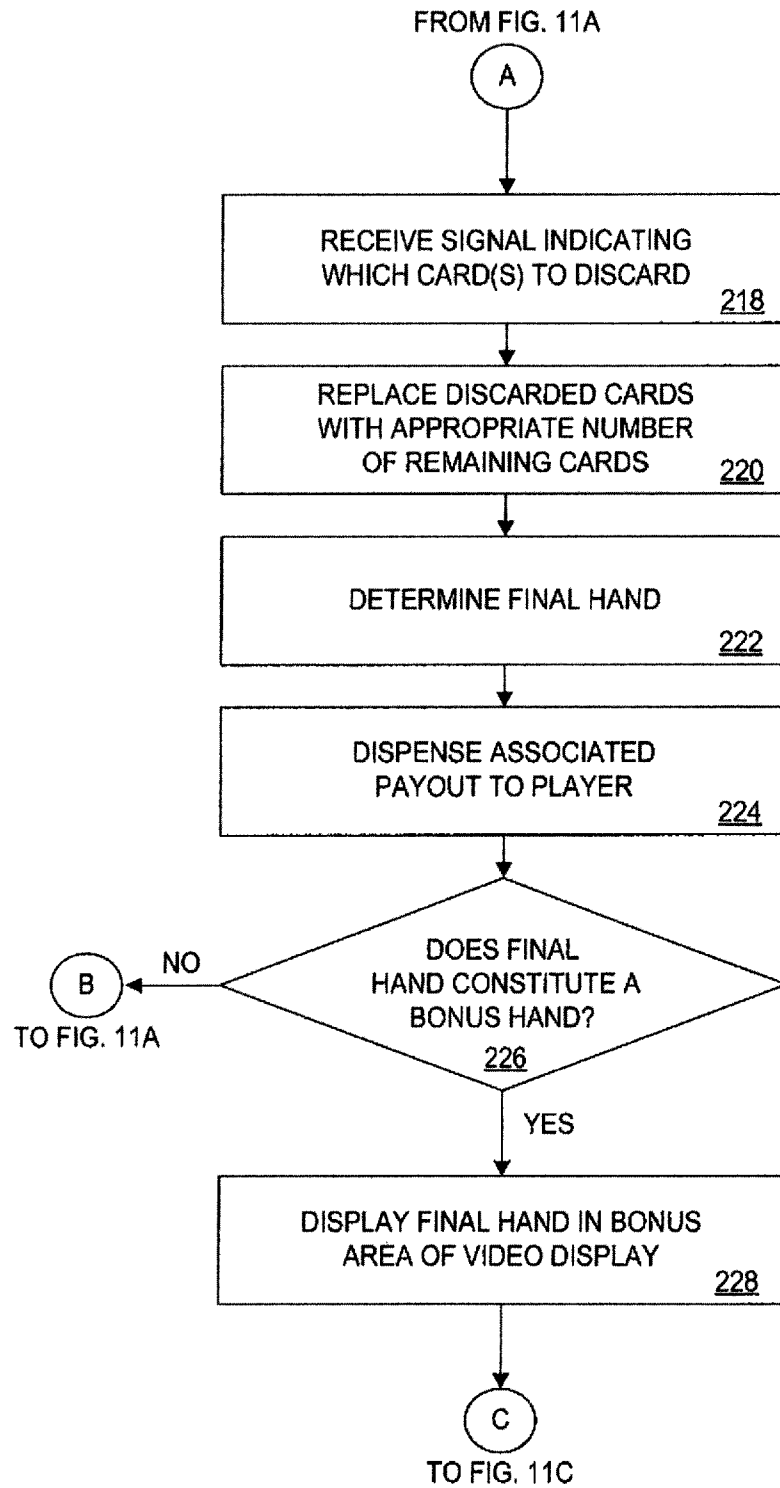 FROM FIG. 11A
A
RECEIVE SIGNAL INDICATING
WHICH CARD(S) TO DISCARD
218
REPLACE DISCARDED CARDS
WITH APPROPRIATE NUMBER
OF REMAINING CARDS
220
DETERMINE FINAL HAND
222
DISPENSE ASSOCIATED
PAYOUT TO PLAYER
224
DOES FINAL
HAND CONSTITUTE A
BONUS HAND?
226
NO
B
TO FIG. 11A
YES
DISPLAY FINAL HAND IN BONUS
AREA OF VIDEO DISPLAY
228
C
TO FIG. 11C